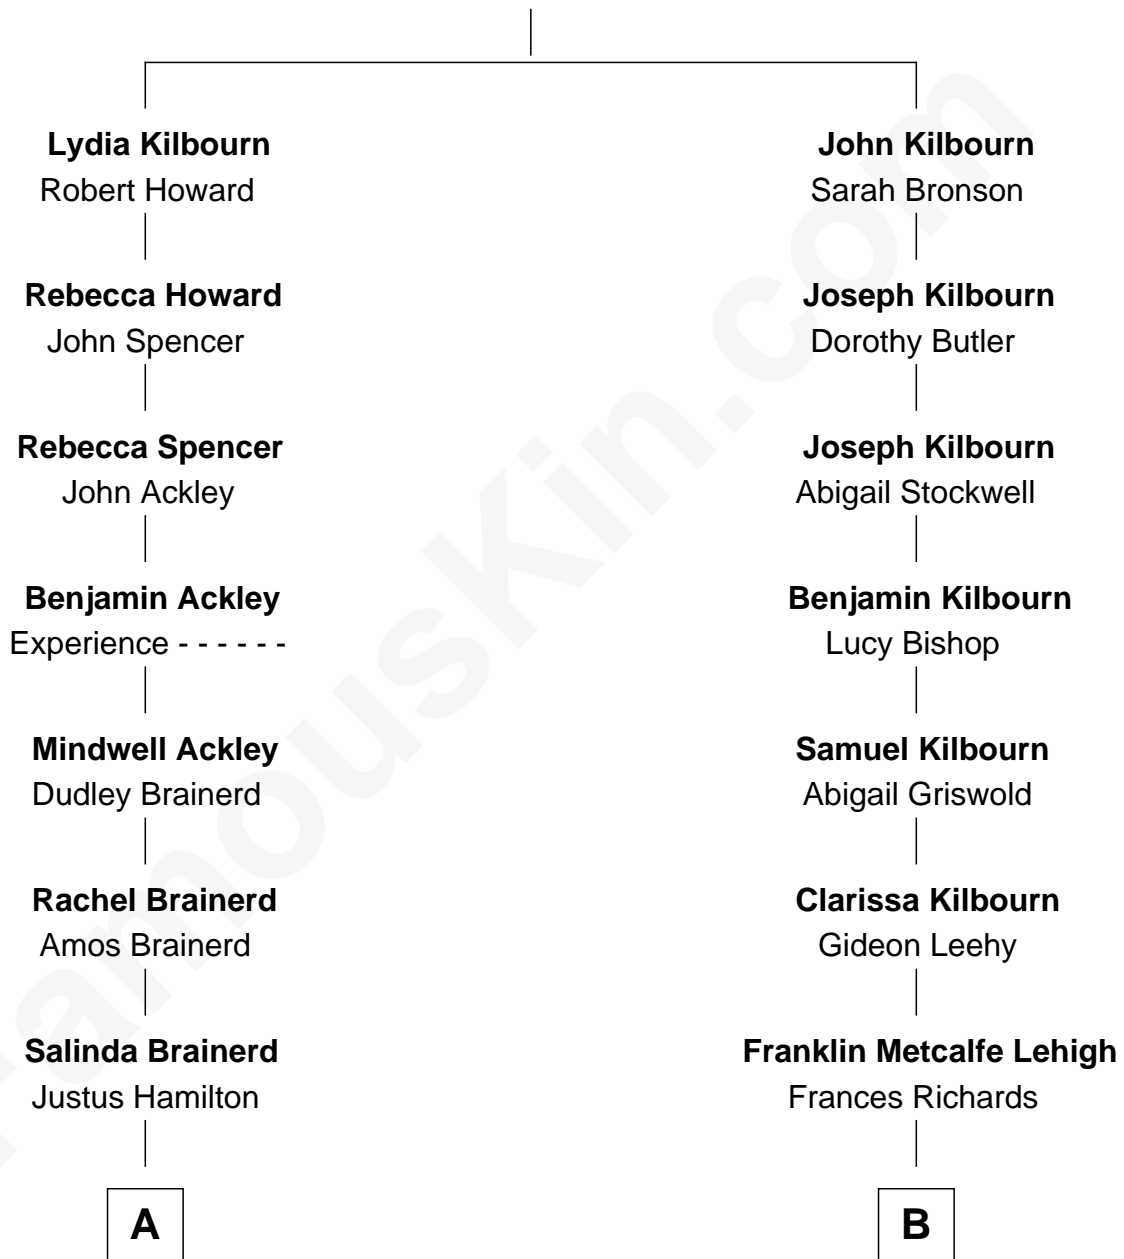 Lydia Kilbourn
Robert Howard
Rebecca Howard
John Spencer
Rebecca Spencer
John Ackley
Benjamin Ackley
Experience - - - - - -
Mindwell Ackley
Dudley Brainerd
Rachel Brainerd
Amos Brainerd
Salinda Brainerd
Justus Hamilton
A
John Kilbourn
Sarah Bronson
Joseph Kilbourn
Dorothy Butler
Joseph Kilbourn
Abigail Stockwell
Benjamin Kilbourn
Lucy Bishop
Samuel Kilbourn
Abigail Griswold
Clarissa Kilbourn
Gideon Leehy
Franklin Metcalfe Lehigh
Frances Richards
B
FamousKin.com